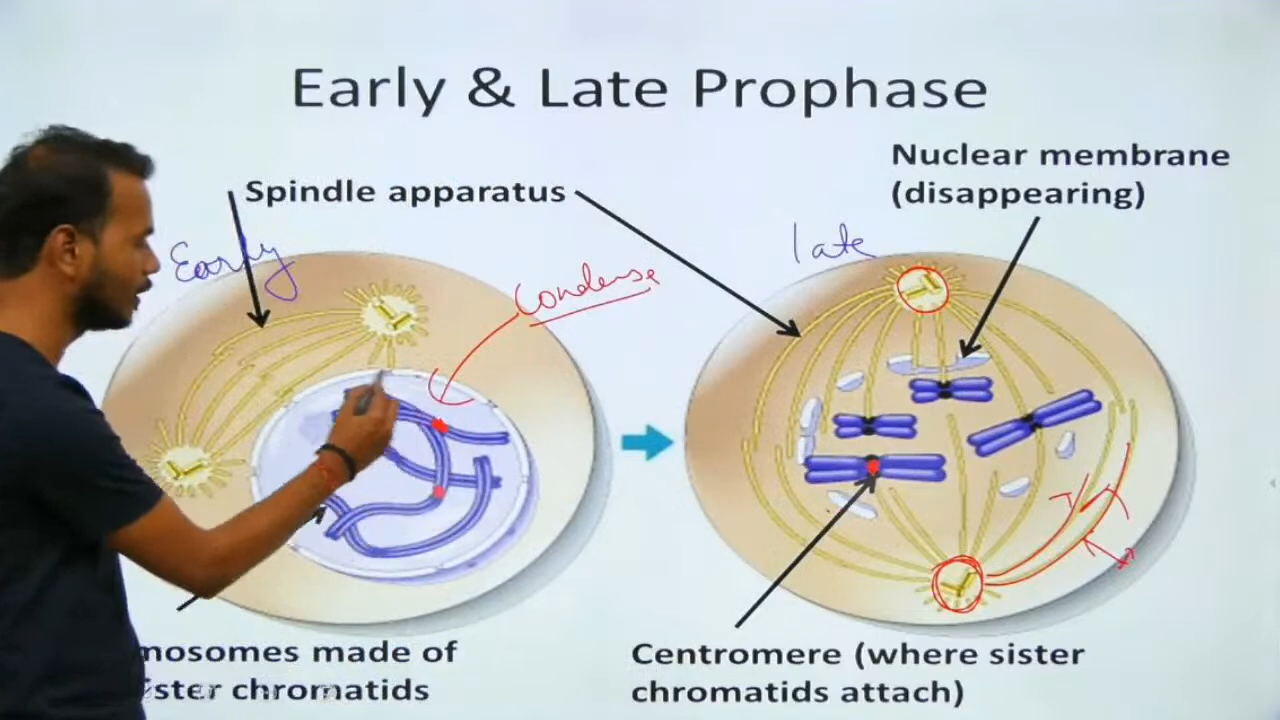 Early & Late Prophase
Nuclear membrane
(disappearing)
Spindle apparatus
Early
late
Condense
mosomes made of
ister chromatids
Centromere (where sister
chromatids attach)